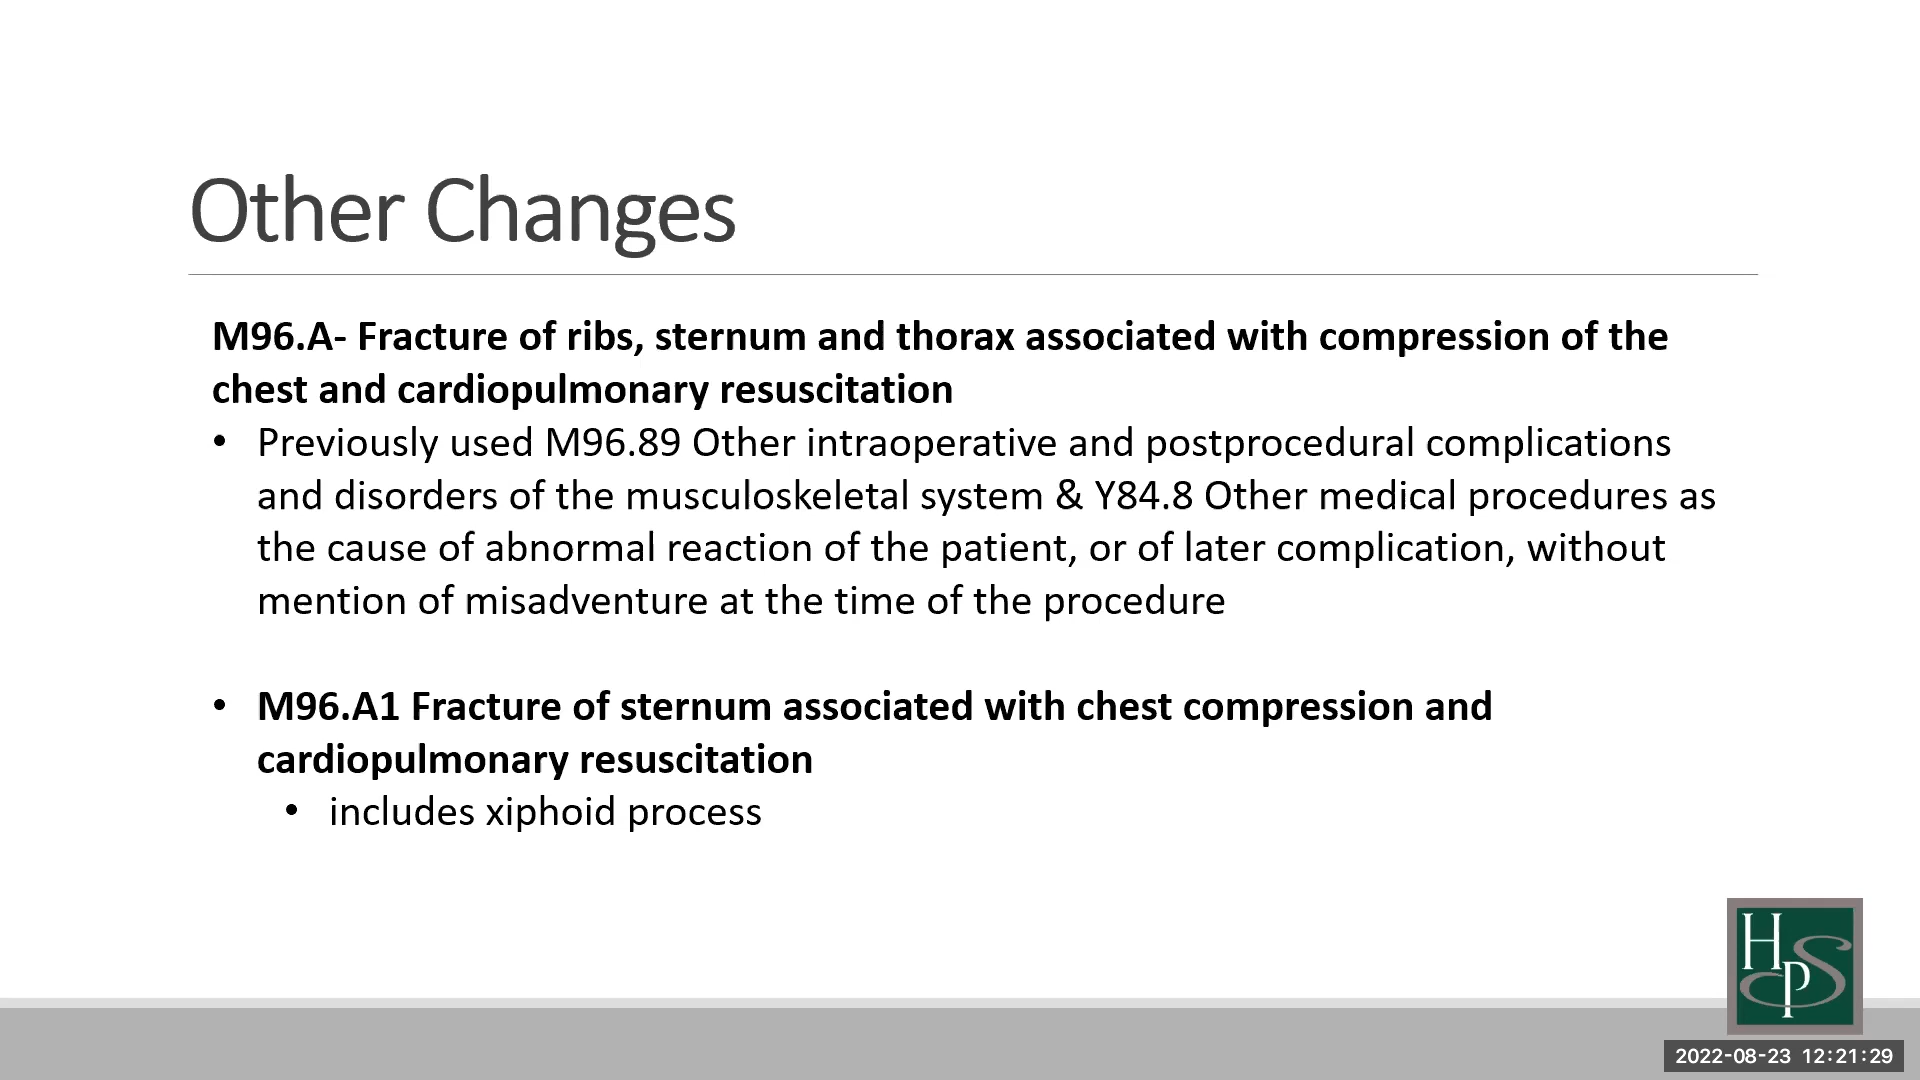 Other Changes
M96.A- Fracture of ribs, sternum and thorax associated with compression of the
chest and cardiopulmonary resuscitation
• Previously used M96.89 Other intraoperative and postprocedural complications
and disorders of the musculoskeletal system & Y84.8 Other medical procedures as
the cause of abnormal reaction of the patient, or of later complication, without
mention of misadventure at the time of the procedure
• M96.A1 Fracture of sternum associated with chest compression and
cardiopulmonary resuscitation
• includes xiphoid process
HPS
2022-08-23 12:21:29